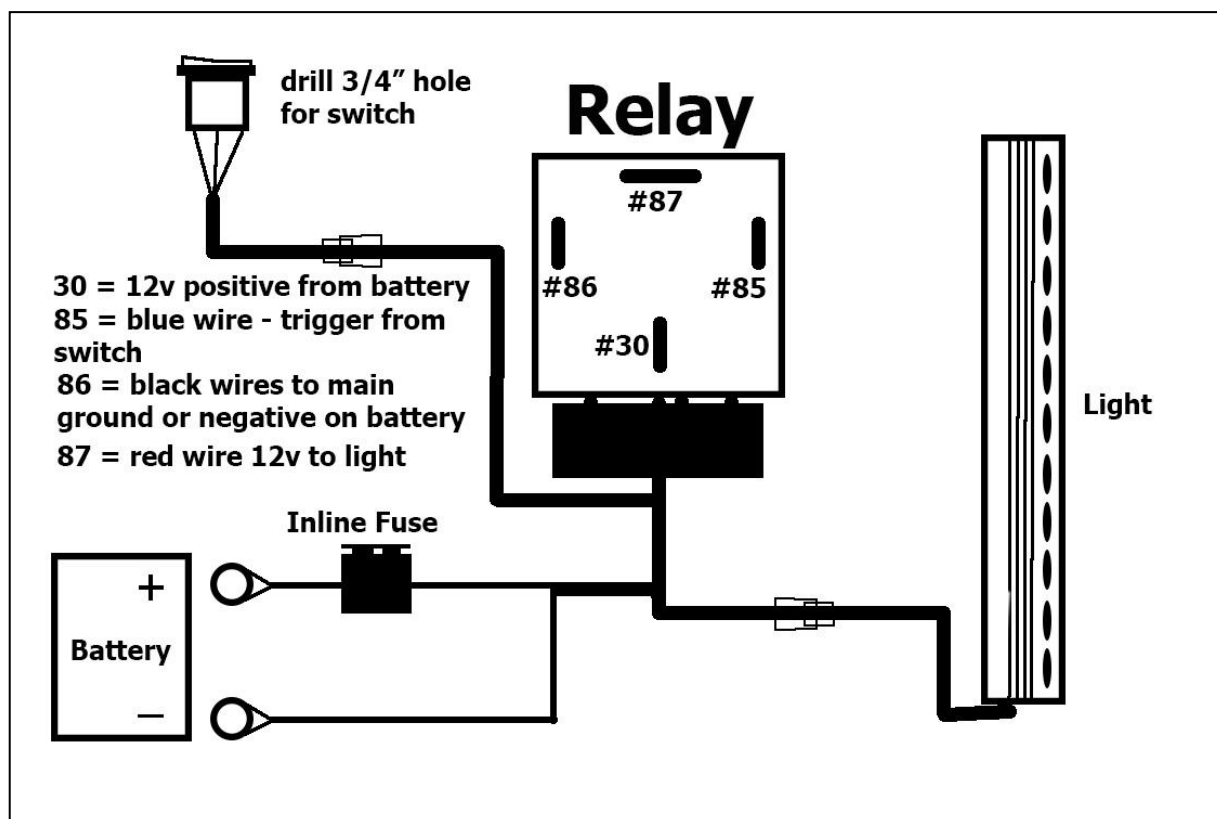 drill 3/4" hole
for switch
Relay
#87
#86
#85
#30
30 = 12v positive from battery
85 = blue wire - trigger from
switch
86 = black wires to main
ground or negative on battery
87 = red wire 12v to light
Light
Inline Fuse
+
Battery
–